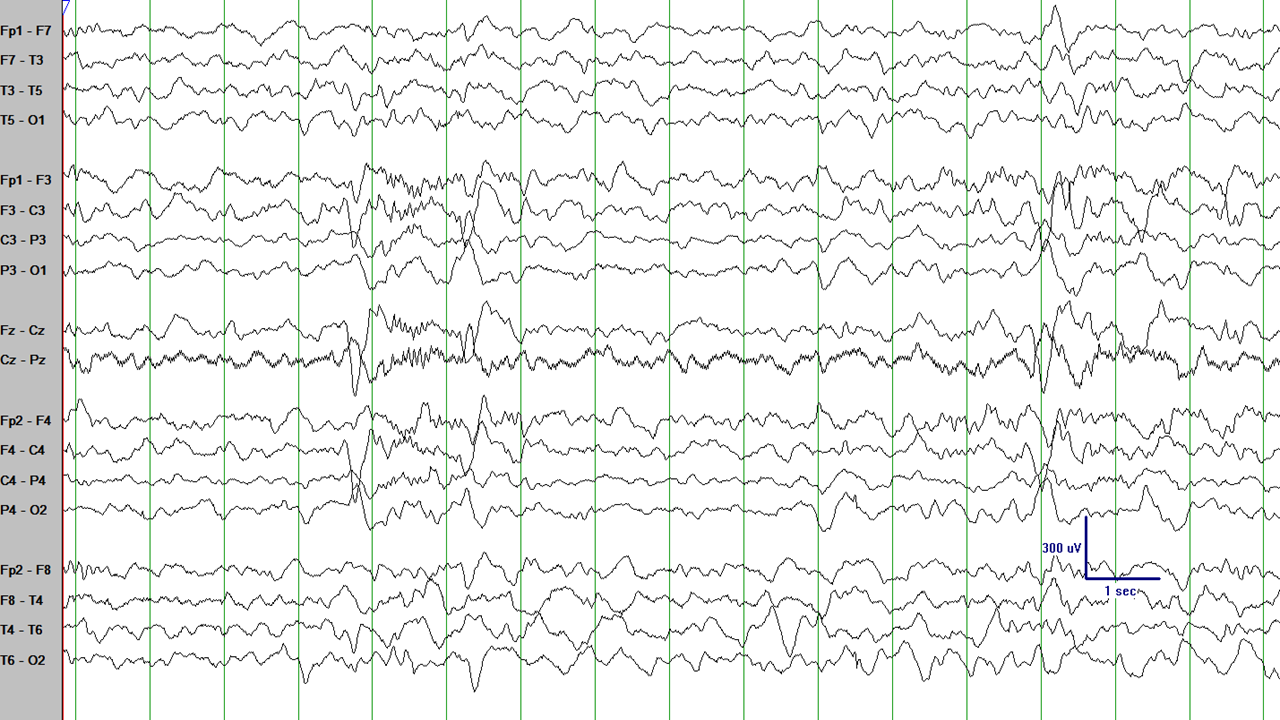 7
Fp1 - F7
F7 - T3
T3 - T5
T5 - O1
Fp1 - F3
F3 - C3
C3 - P3
P3 - O1
Fz - Cz
Cz - Pz
Fp2 - F4
F4 - C4
C4 - P4
P4 - O2
300 uV
Fp2 - F8
1 sec
F8 - T4
T4 - T6
T6 - O2